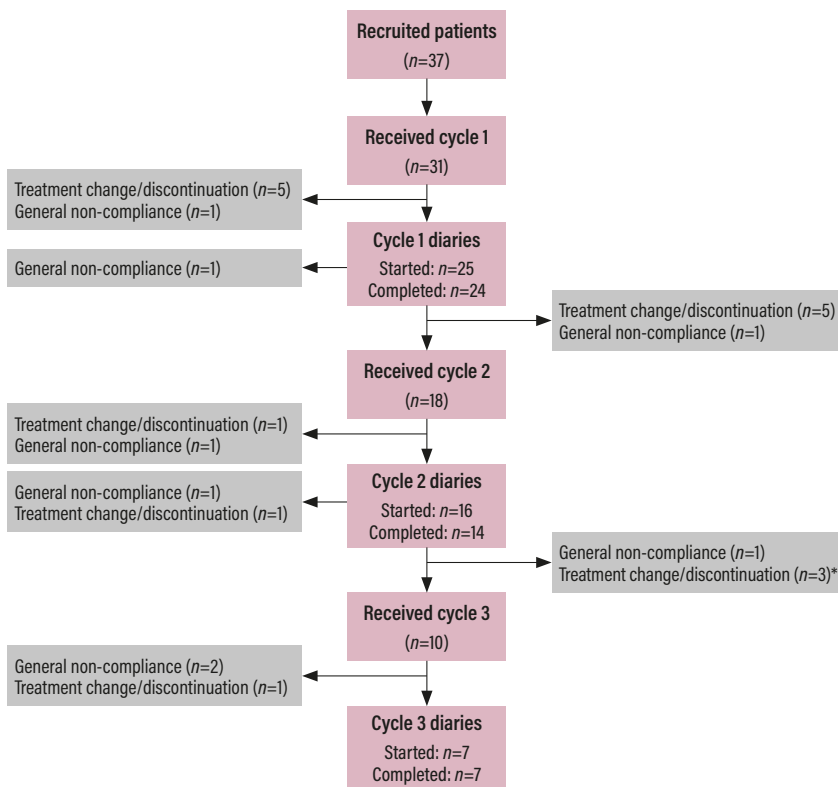 Recruited patients
(n=37)
Received cycle 1
(n=31)
Treatment change/discontinuation (n=5)
General non-compliance (n=1)
Cycle 1 diaries
Started: n=25
Completed: n=24
General non-compliance (n=1)
Treatment change/discontinuation (n=5)
General non-compliance (n=1)
Received cycle 2
(n=18)
Treatment change/discontinuation (n=1)
General non-compliance (n=1)
Cycle 2 diaries
Started: n=16
Completed: n=14
General non-compliance (n=1)
Treatment change/discontinuation (n=1)
General non-compliance (n=1)
Treatment change/discontinuation (n=3)*
Received cycle 3
(n=10)
General non-compliance (n=2)
Treatment change/discontinuation (n=1)
Cycle 3 diaries
Started: n=7
Completed: n=7